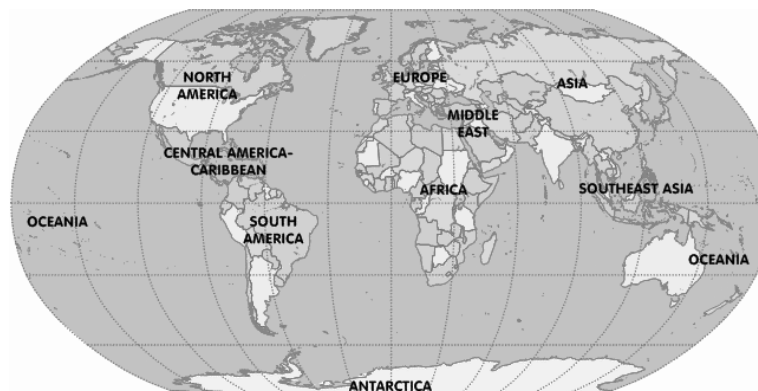 NORTH
AMERICA
EUROPE
ASIA
MIDDLE
EAST
CENTRAL AMERICA-
CARIBBEAN
AFRICA
SOUTHEAST ASIA
OCEANIA
SOUTH
AMERICA
OCEANIA
ANTARCTICA